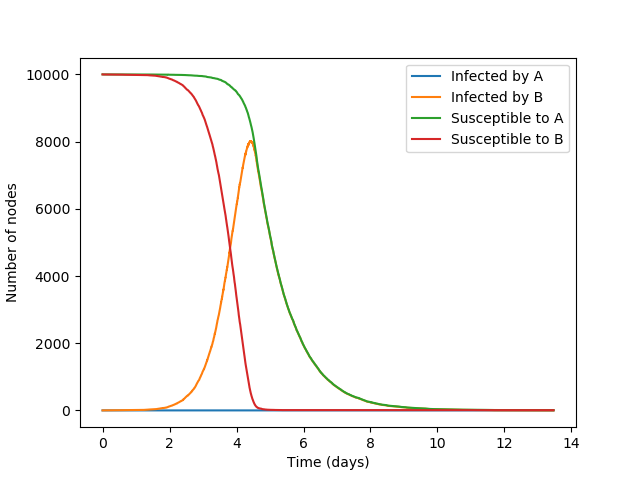 Number of nodes
10000
8000
6000
4000
2000
0
Infected by A
Infected by B
Susceptible to A
Susceptible to B
0 2 4 6 8 10 12 14
Time (days)